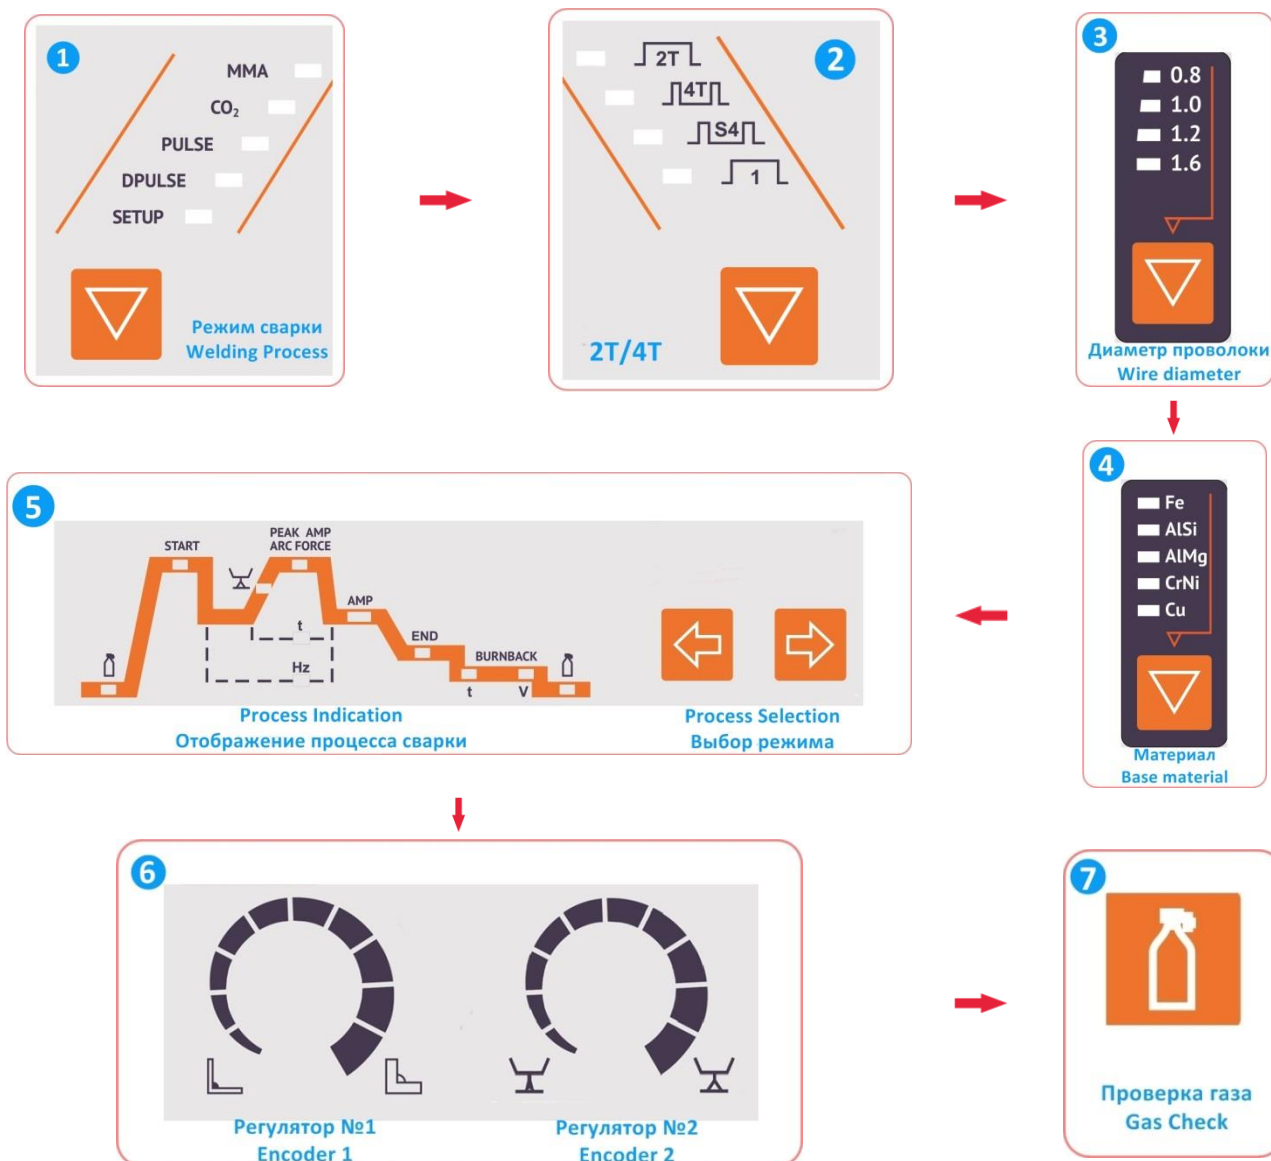 1
MMA
CO₂
PULSE
DPULSE
SETUP
Режим сварки
Welding Process
2
2T
4T
S4
1
2T/4T
3
0.8
1.0
1.2
1.6
Диаметр проволоки
Wire diameter
4
Fe
AlSi
AlMg
CrNi
Cu
Материал
Base material
5
START
PEAK AMP
ARC FORCE
AMP
END
BURNBACK
t
Hz
t V
Process Indication
Отображение процесса сварки
Process Selection
Выбор режима
6
Регулятор №1
Encoder 1
Регулятор №2
Encoder 2
7
Проверка газа
Gas Check